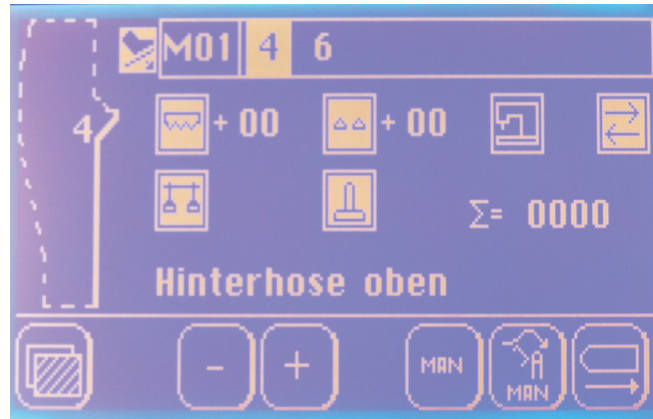 M01 4 6
4 + 00 + 00
Σ= 0000
Hinterhose oben
- + MAN A MAN